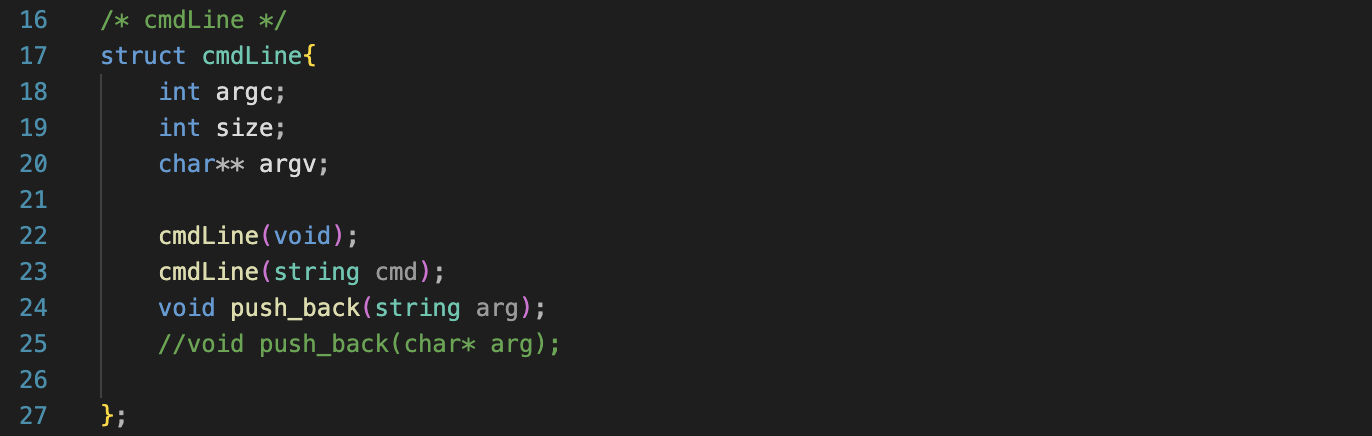 16 /* cmdLine */
17 struct cmdLine{
18     int argc;
19     int size;
20     char** argv;
21
22     cmdLine(void);
23     cmdLine(string cmd);
24     void push_back(string arg);
25     //void push_back(char* arg);
26
27 };